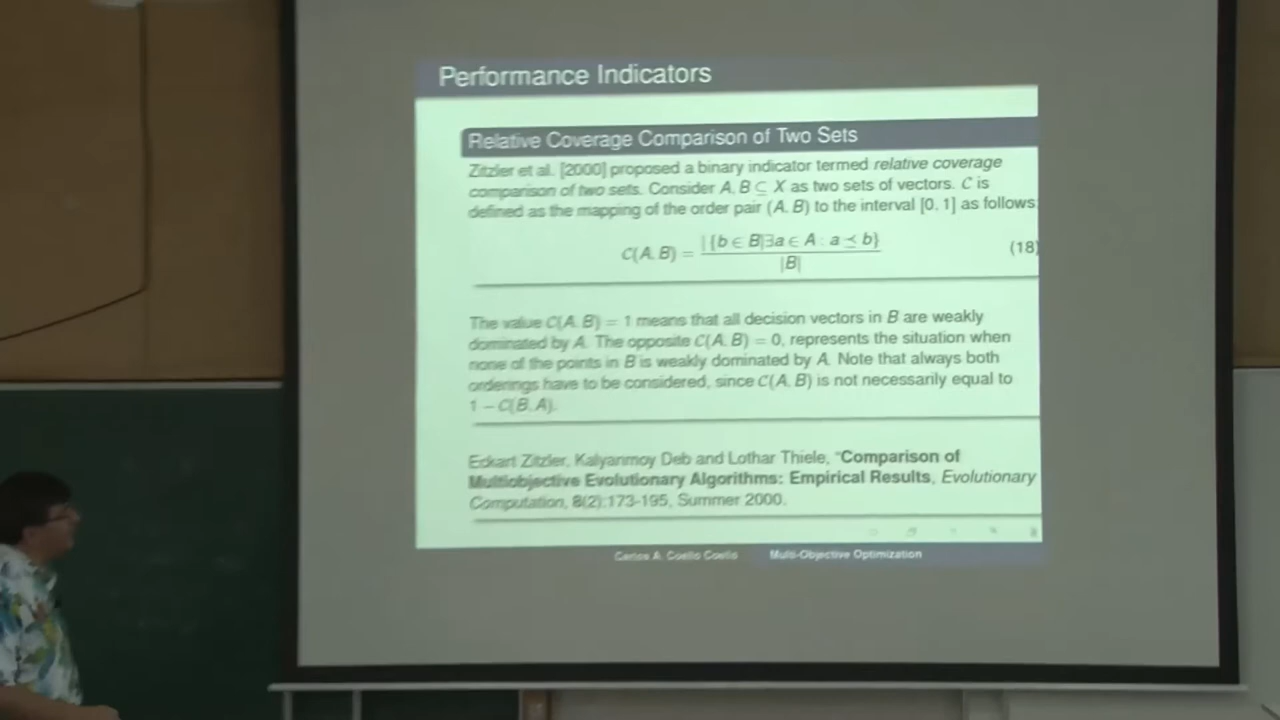 Performance Indicators
Relative Coverage Comparison of Two Sets
Zitzler et al. [2000] proposed a binary indicator termed relative coverage
comparison of two sets. Consider A, B ⊆ X as two sets of vectors. C is
defined as the mapping of the order pair (A, B) to the interval [0, 1] as follows:
C(A, B) = |{b ∈ B|∃a ∈ A : a ⪯ b}| / |B| (18)
The value C(A, B) = 1 means that all decision vectors in B are weakly
dominated by A. The opposite C(A, B) = 0, represents the situation when
none of the points in B is weakly dominated by A. Note that always both
orderings have to be considered, since C(A, B) is not necessarily equal to
1 − C(B, A).
Eckart Zitzler, Kalyanmoy Deb and Lothar Thiele, "Comparison of
Multiobjective Evolutionary Algorithms: Empirical Results, Evolutionary
Computation, 8(2):173-195, Summer 2000.
Carlos A. Coello Coello Multi-Objective Optimization